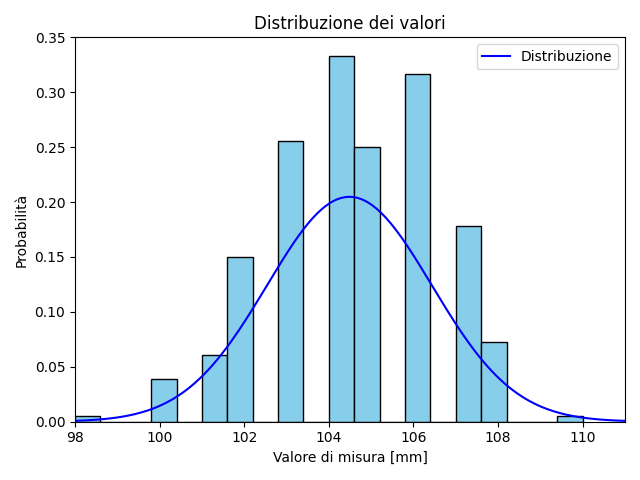 Distribuzione dei valori
Distribuzione
Probabilità
0.35
0.30
0.25
0.20
0.15
0.10
0.05
0.00
98 100 102 104 106 108 110
Valore di misura [mm]